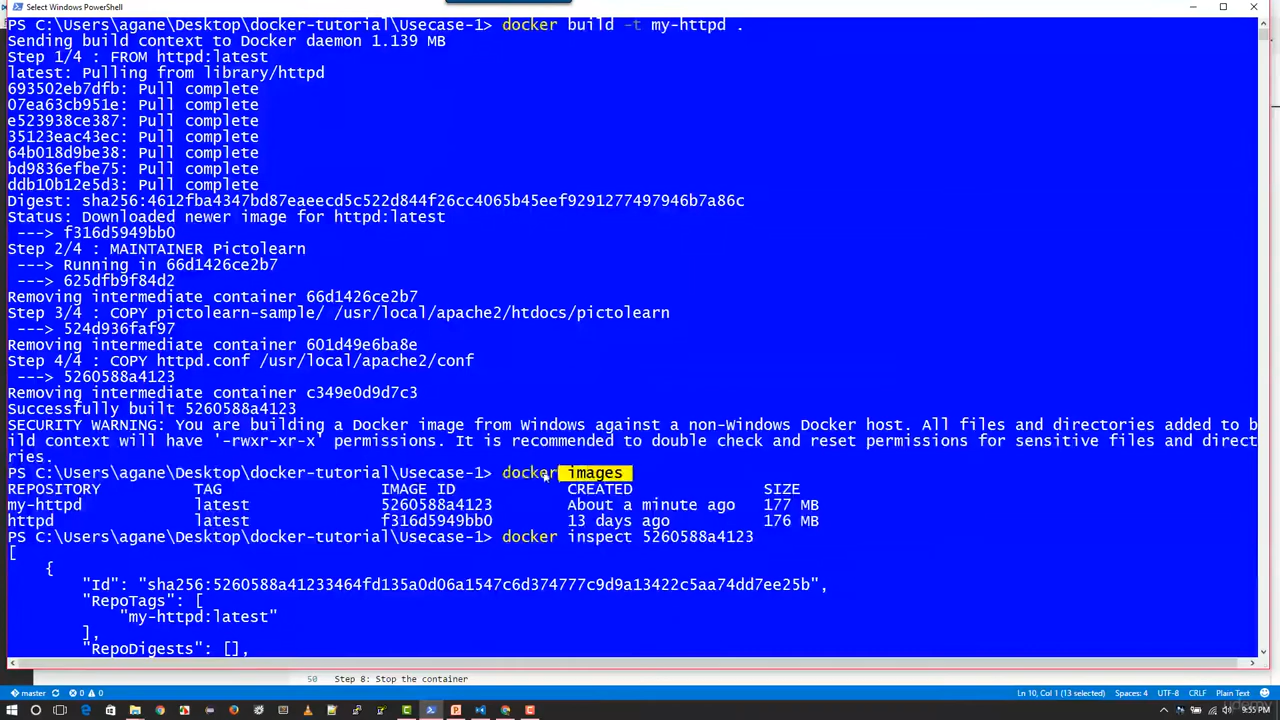 Select Windows PowerShell
PS C:\Users\agane\Desktop\docker-tutorial\Usecase-1> docker build -t my-httpd .
Sending build context to Docker daemon 1.139 MB
Step 1/4 : FROM httpd:latest
latest: Pulling from library/httpd
693502eb7dfb: Pull complete
07ea63cb951e: Pull complete
e523938ce387: Pull complete
35123eac43ec: Pull complete
64b018d9be38: Pull complete
bd9836efbe75: Pull complete
ddb10b12e5d3: Pull complete
Digest: sha256:4612fba4347bd87eaeecd5c522d844f26cc4065b45eef9291277497946b7a86c
Status: Downloaded newer image for httpd:latest
---> f316d5949bb0
Step 2/4 : MAINTAINER Pictolearn
---> Running in 66d1426ce2b7
---> 625dfb9f84d2
Removing intermediate container 66d1426ce2b7
Step 3/4 : COPY pictolearn-sample/ /usr/local/apache2/htdocs/pictolearn
---> 524d936faf97
Removing intermediate container 601d49e6ba8e
Step 4/4 : COPY httpd.conf /usr/local/apache2/conf
---> 5260588a4123
Removing intermediate container c349e0d9d7c3
Successfully built 5260588a4123
SECURITY WARNING: You are building a Docker image from Windows against a non-Windows Docker host. All files and directories added to b
ild context will have '-rwxr-xr-x' permissions. It is recommended to double check and reset permissions for sensitive files and direct
ries.
PS C:\Users\agane\Desktop\docker-tutorial\Usecase-1> docker images
REPOSITORY TAG IMAGE ID CREATED SIZE
my-httpd latest 5260588a4123 About a minute ago 177 MB
httpd latest f316d5949bb0 13 days ago 176 MB
PS C:\Users\agane\Desktop\docker-tutorial\Usecase-1> docker inspect 5260588a4123
[
{
"Id": "sha256:5260588a41233464fd135a0d06a1547c6d374777c9d9a13422c5aa74dd7ee25b",
"RepoTags": [
"my-httpd:latest"
],
"RepoDigests": [],
50 Step 8: Stop the container
master 0 0 Ln 10, Col 1 (13 selected) Spaces: 4 UTF-8 CRLF Plain Text
9:55 PM
udemy